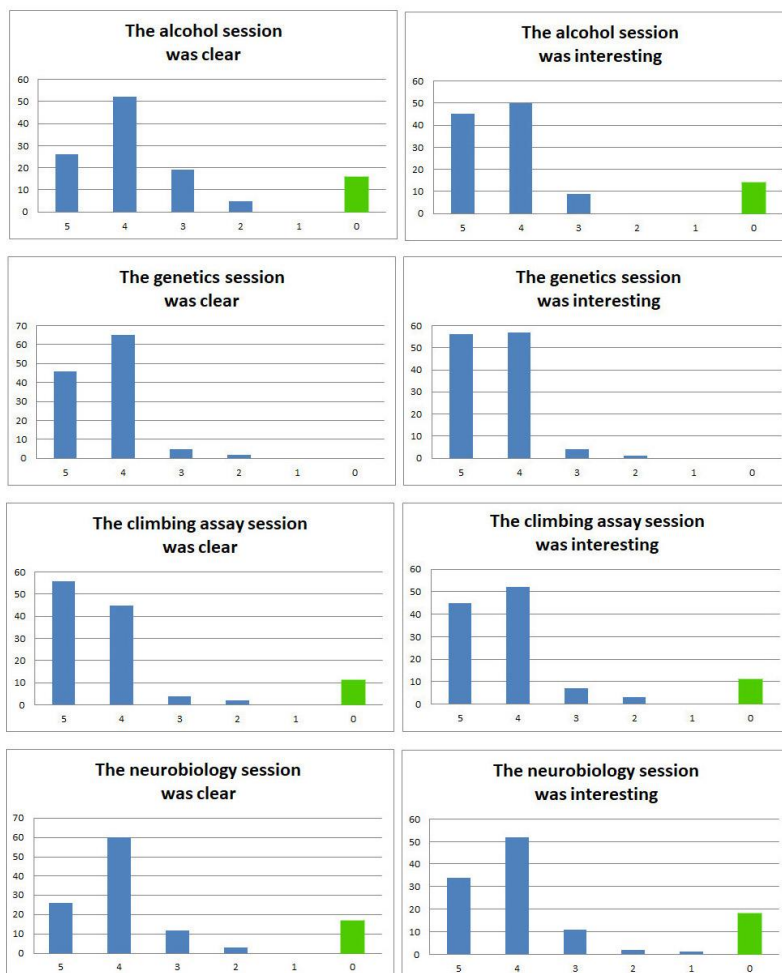 The alcohol session
was clear
60
50
40
30
20
10
0
5 4 3 2 1 0
The alcohol session
was interesting
60
50
40
30
20
10
0
5 4 3 2 1 0
The genetics session
was clear
70
60
50
40
30
20
10
0
5 4 3 2 1 0
The genetics session
was interesting
60
50
40
30
20
10
0
5 4 3 2 1 0
The climbing assay session
was clear
60
50
40
30
20
10
0
5 4 3 2 1 0
The climbing assay session
was interesting
60
50
40
30
20
10
0
5 4 3 2 1 0
The neurobiology session
was clear
70
60
50
40
30
20
10
0
5 4 3 2 1 0
The neurobiology session
was interesting
60
50
40
30
20
10
0
5 4 3 2 1 0